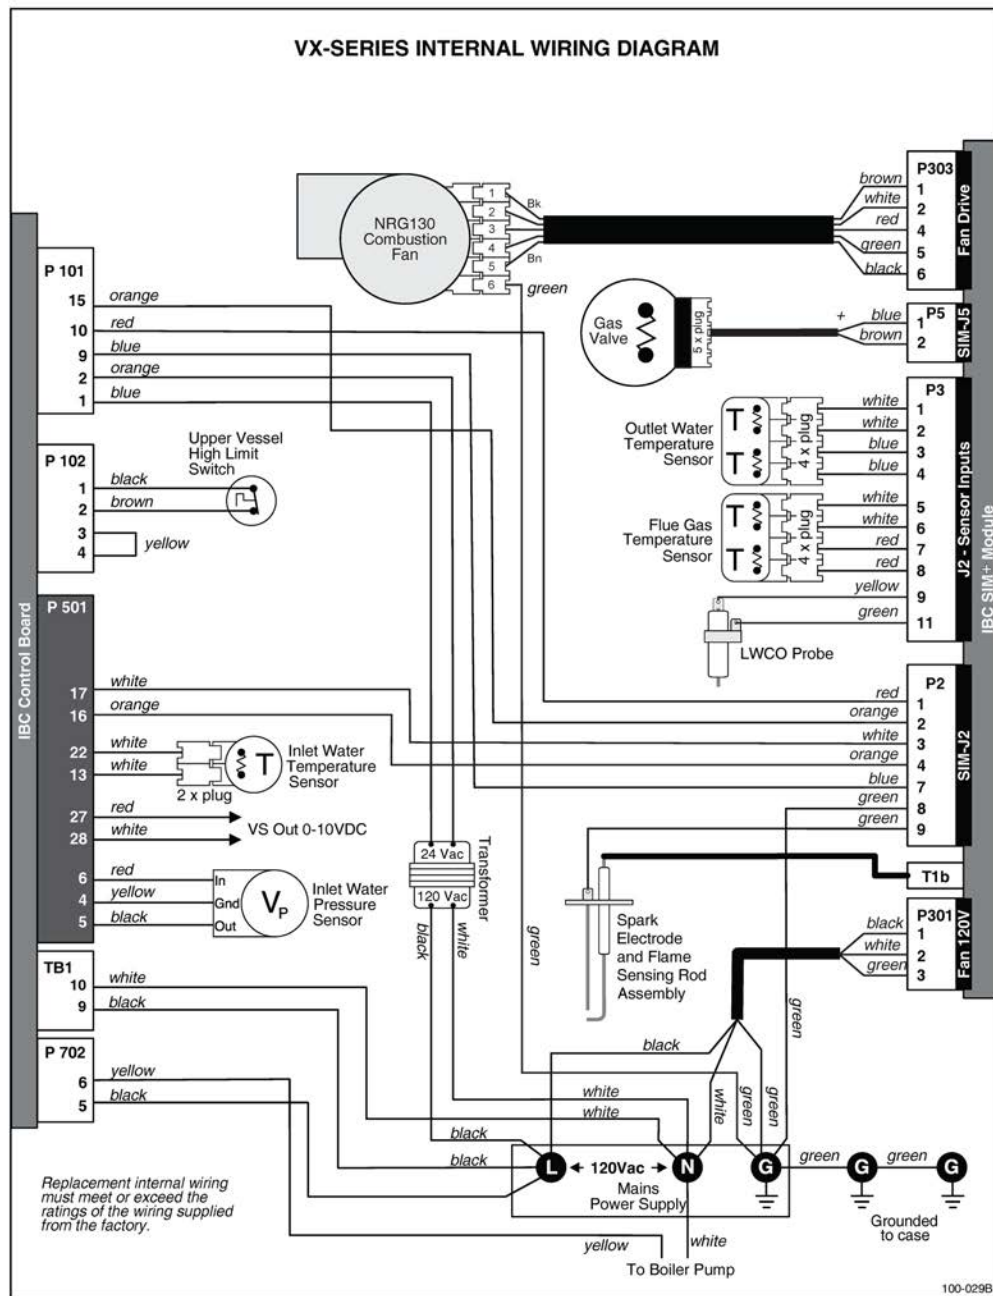 VX-SERIES INTERNAL WIRING DIAGRAM
NRG130
Combustion
Fan
1
2
3
4
5
6
Bk
Bn
green
brown
white
red
green
black
P303
1
2
4
5
6
Fan Drive
Gas
Valve
5 x plug
+
blue
brown
P5
1
2
SIM-J5
IBC Control Board
P 101
15
10
9
2
1
orange
red
blue
orange
blue
P 102
1
2
3
4
black
brown
yellow
Upper Vessel
High Limit
Switch
Outlet Water
Temperature
Sensor
T
T
4 x plug
white
white
blue
blue
Flue Gas
Temperature
Sensor
T
T
4 x plug
white
white
red
red
yellow
green
LWCO Probe
P3
1
2
3
4
5
6
7
8
9
11
J2 - Sensor Inputs
IBC SIM+ Module
P 501
17
16
22
13
27
28
6
4
5
white
orange
white
white
2 x plug
T
Inlet Water
Temperature
Sensor
red
white
VS Out 0-10VDC
red
yellow
black
In
Gnd
Out
VP
Inlet Water
Pressure
Sensor
24 Vac
120 Vac
Transformer
black
white
green
red
orange
white
orange
blue
green
green
P2
1
2
3
4
7
8
9
SIM-J2
T1b
Spark
Electrode
and Flame
Sensing Rod
Assembly
black
white
green
P301
1
2
3
Fan 120V
TB1
10
9
white
black
P 702
6
5
yellow
black
black
white
white
black
black
white
green
green
green
L
120Vac
N
Mains
Power Supply
G
green
G
green
G
Grounded
to case
Replacement internal wiring
must meet or exceed the
ratings of the wiring supplied
from the factory.
yellow
white
To Boiler Pump
100-029B